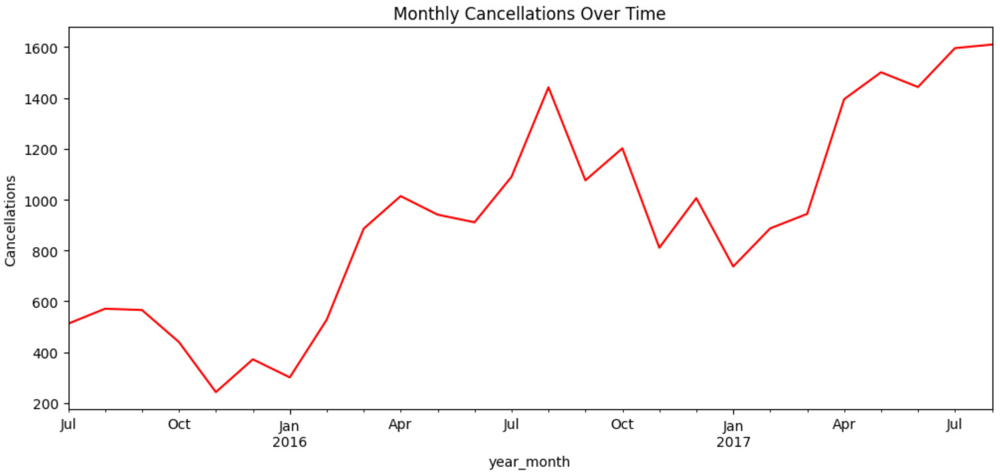 Monthly Cancellations Over Time
Cancellations
1600
1400
1200
1000
800
600
400
200
Jul
Oct
Jan
2016
Apr
Jul
Oct
Jan
2017
Apr
Jul
year_month